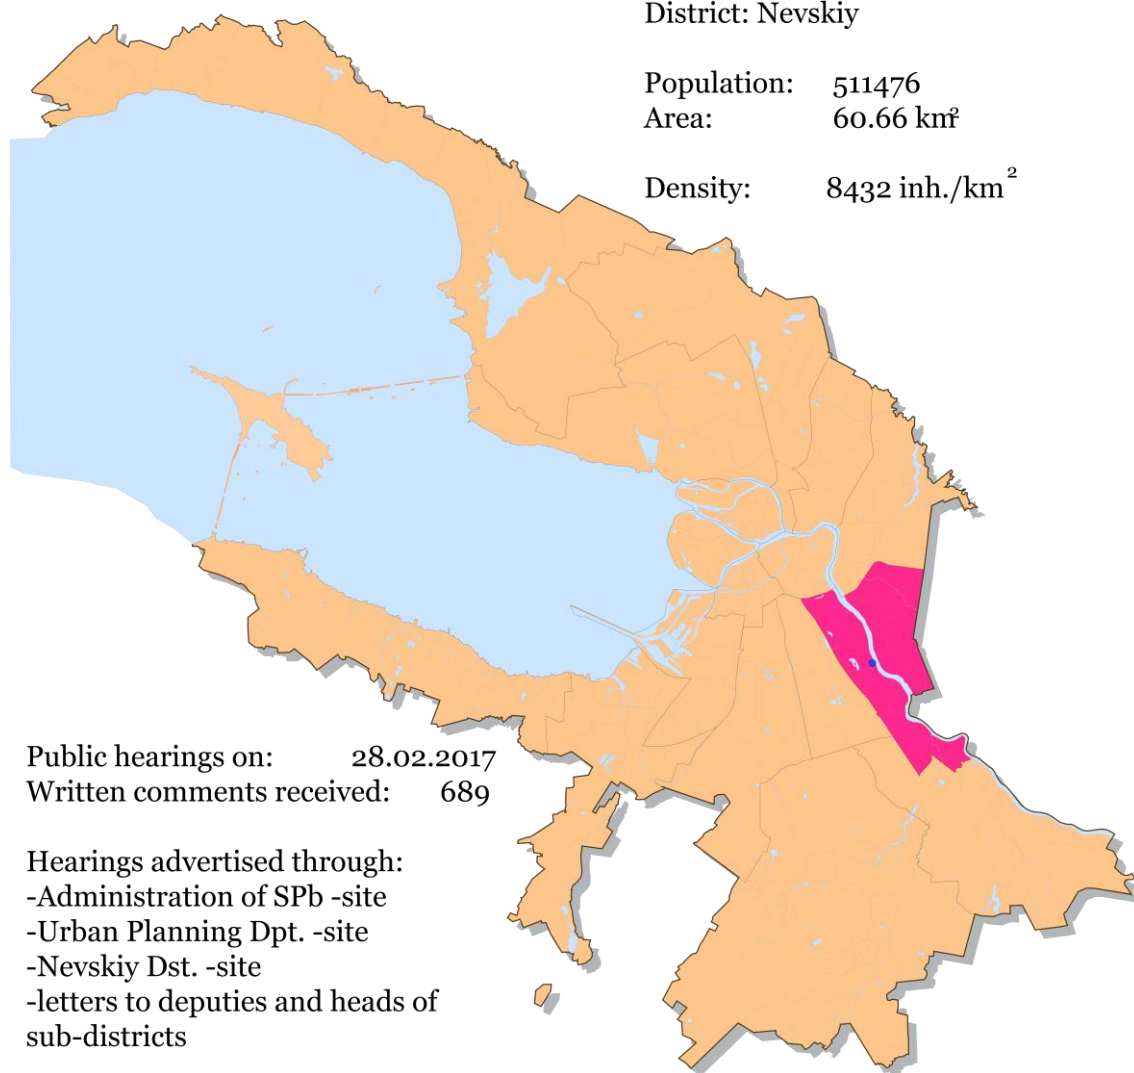 District: Nevskiy
Population: 511476
Area: 60.66 km²
Density: 8432 inh./km²
Public hearings on: 28.02.2017
Written comments received: 689
Hearings advertised through:
-Administration of SPb -site
-Urban Planning Dpt. -site
-Nevskiy Dst. -site
-letters to deputies and heads of
sub-districts